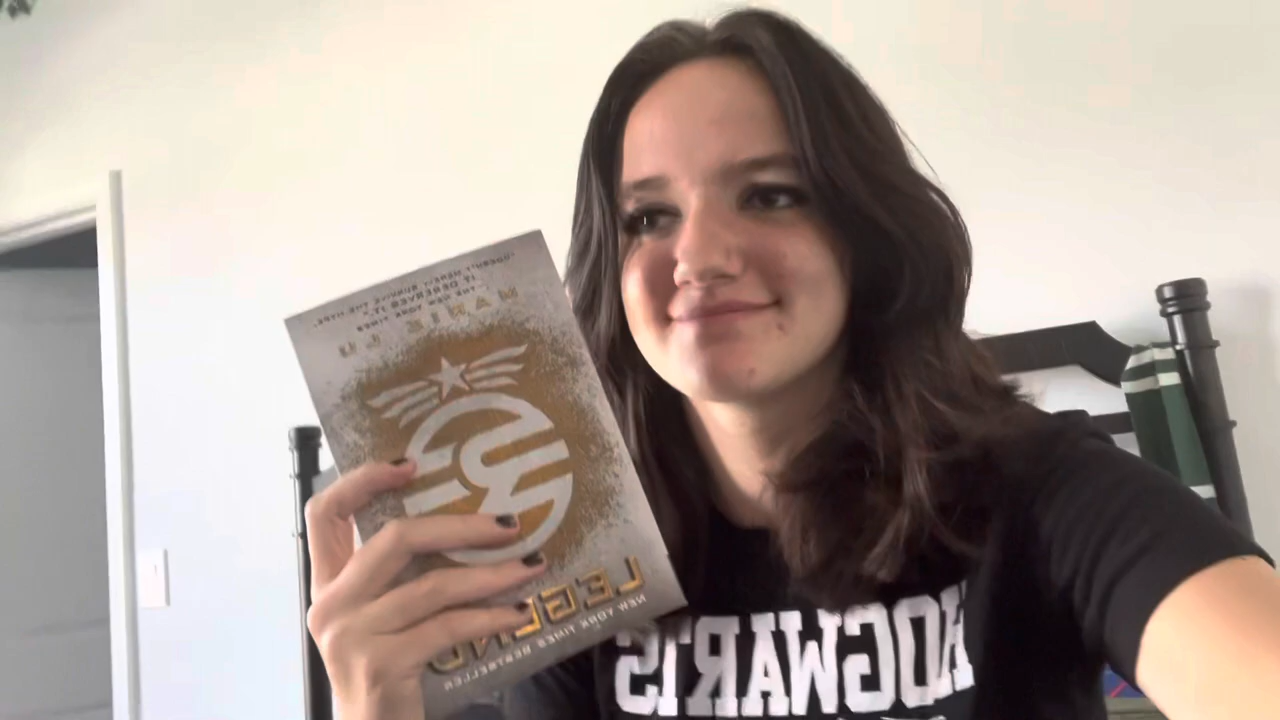 "DOESN'T MERELY SURVIVE THE HYPE,
IT DESERVES IT."
—THE NEW YORK TIMES
MARIE LU
LEGEND
NEW YORK TIMES BESTSELLER
HOGWARTS